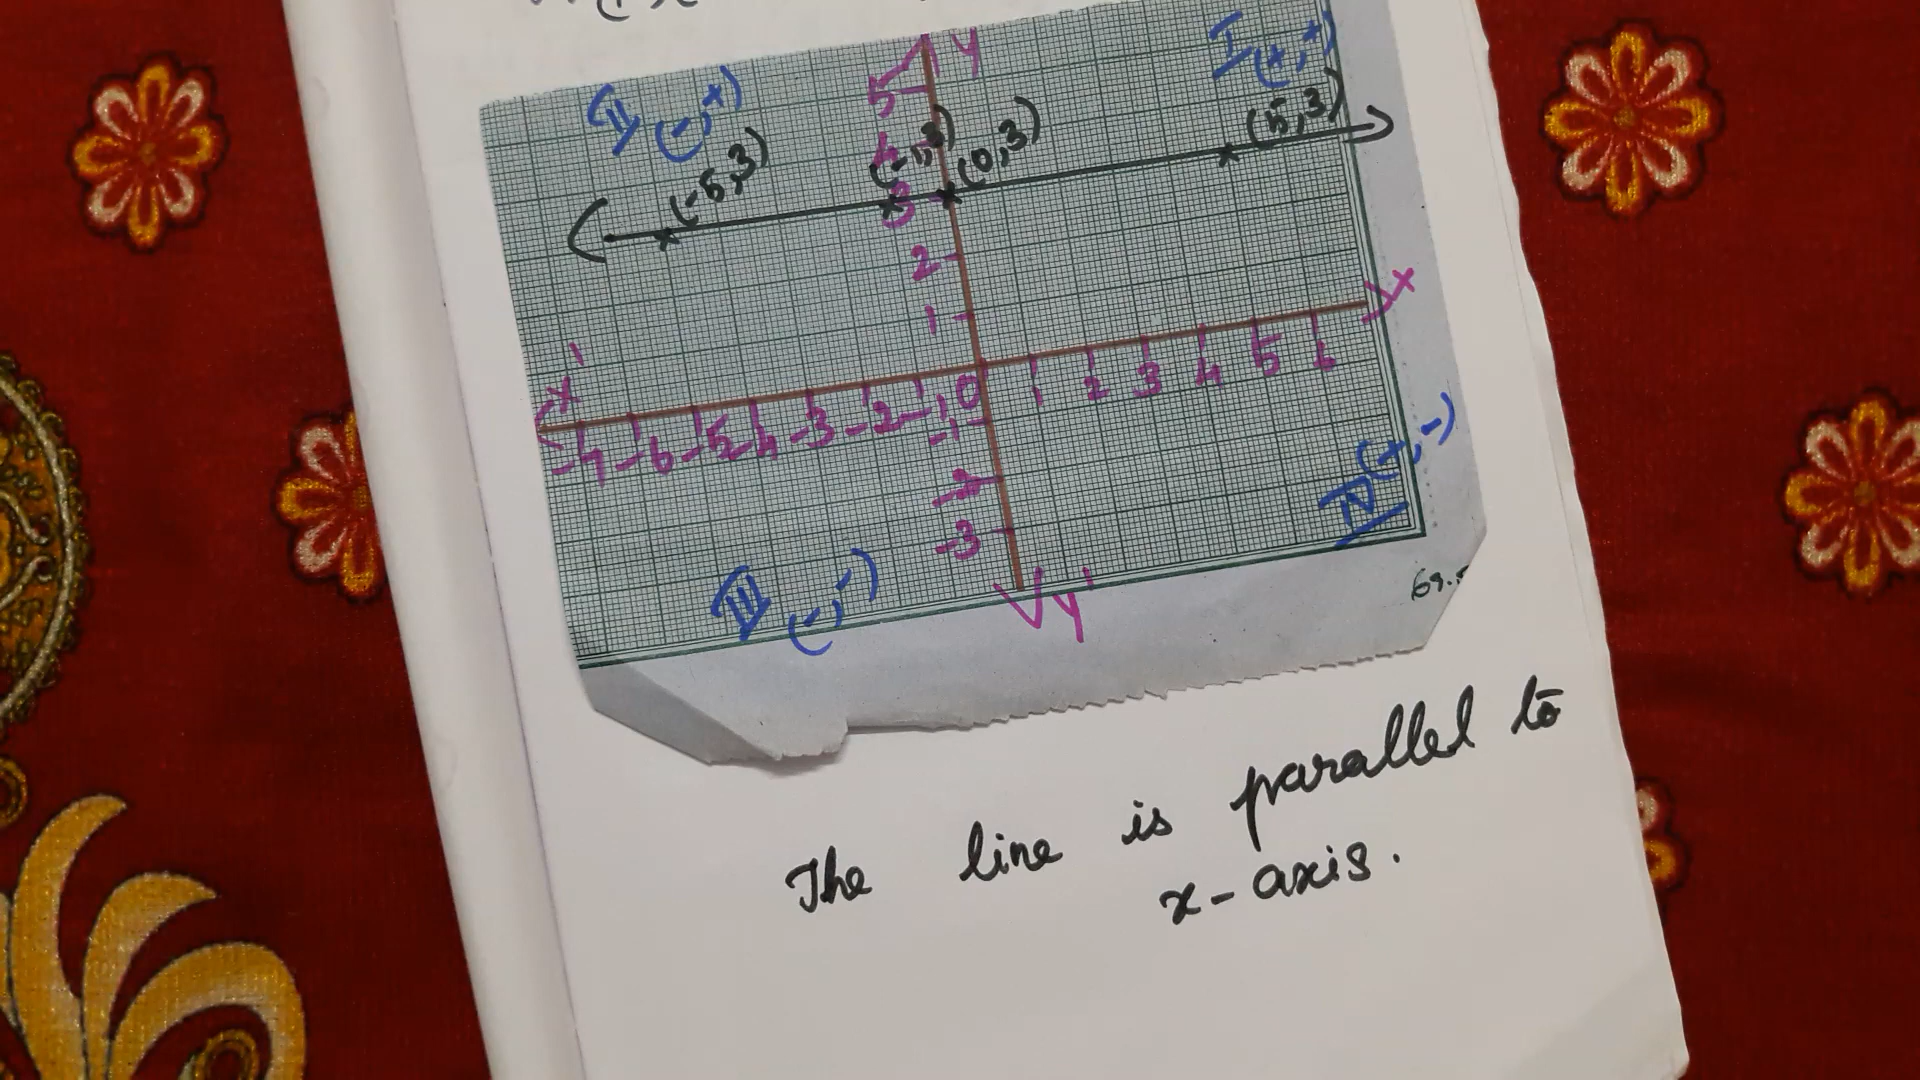 y
5
I (+,+)
II (-,+)
(5,3)
(-1,3)
(0,3)
(-5,3)
3
2
1
x
x'
-7 -6 -5 -4 -3 -2 -1 0 1 2 3 4 5 6
-1
-2
-3
IV (+,-)
III (-,-)
y'
The line is parallel to
x-axis.